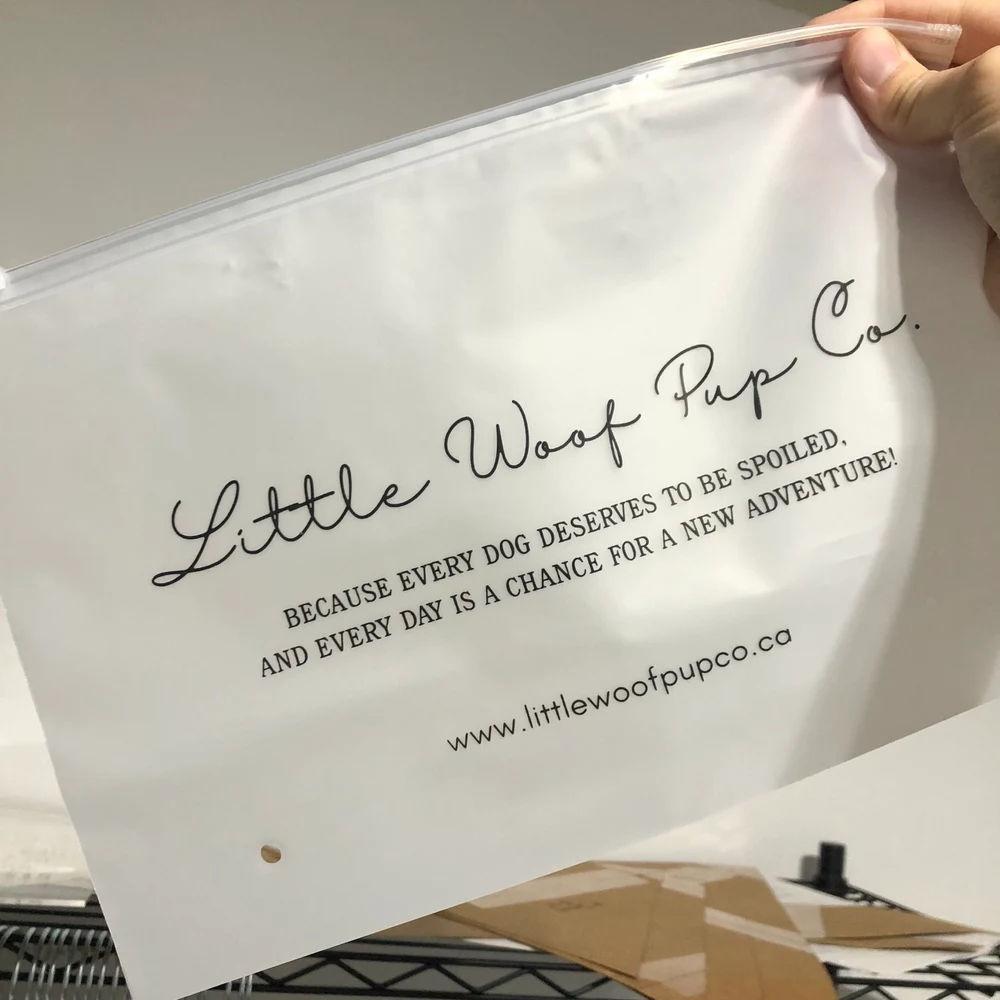 Little Woof Pup Co.
BECAUSE EVERY DOG DESERVES TO BE SPOILED,
AND EVERY DAY IS A CHANCE FOR A NEW ADVENTURE!
www.littlewoofpupco.ca